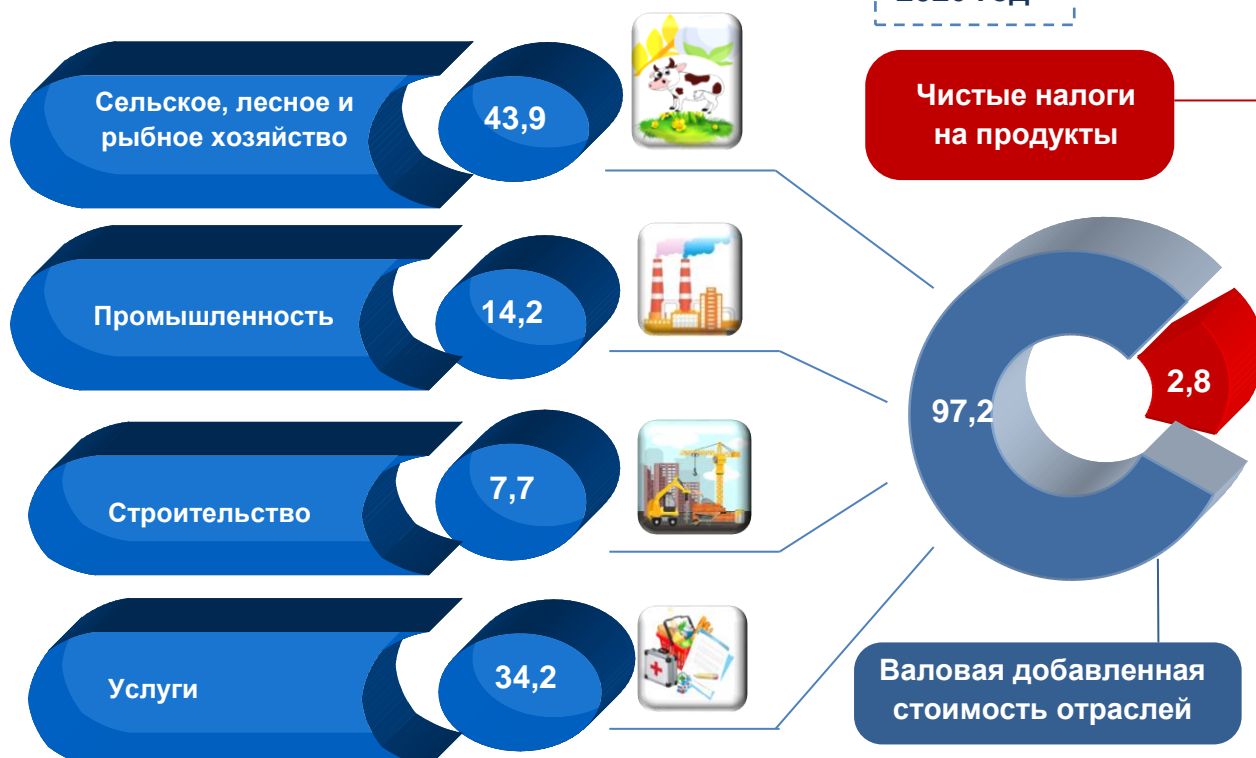 Сельское, лесное и
рыбное хозяйство
43,9
Чистые налоги
на продукты
Промышленность
14,2
97,2
2,8
Строительство
7,7
Услуги
34,2
Валовая добавленная
стоимость отраслей